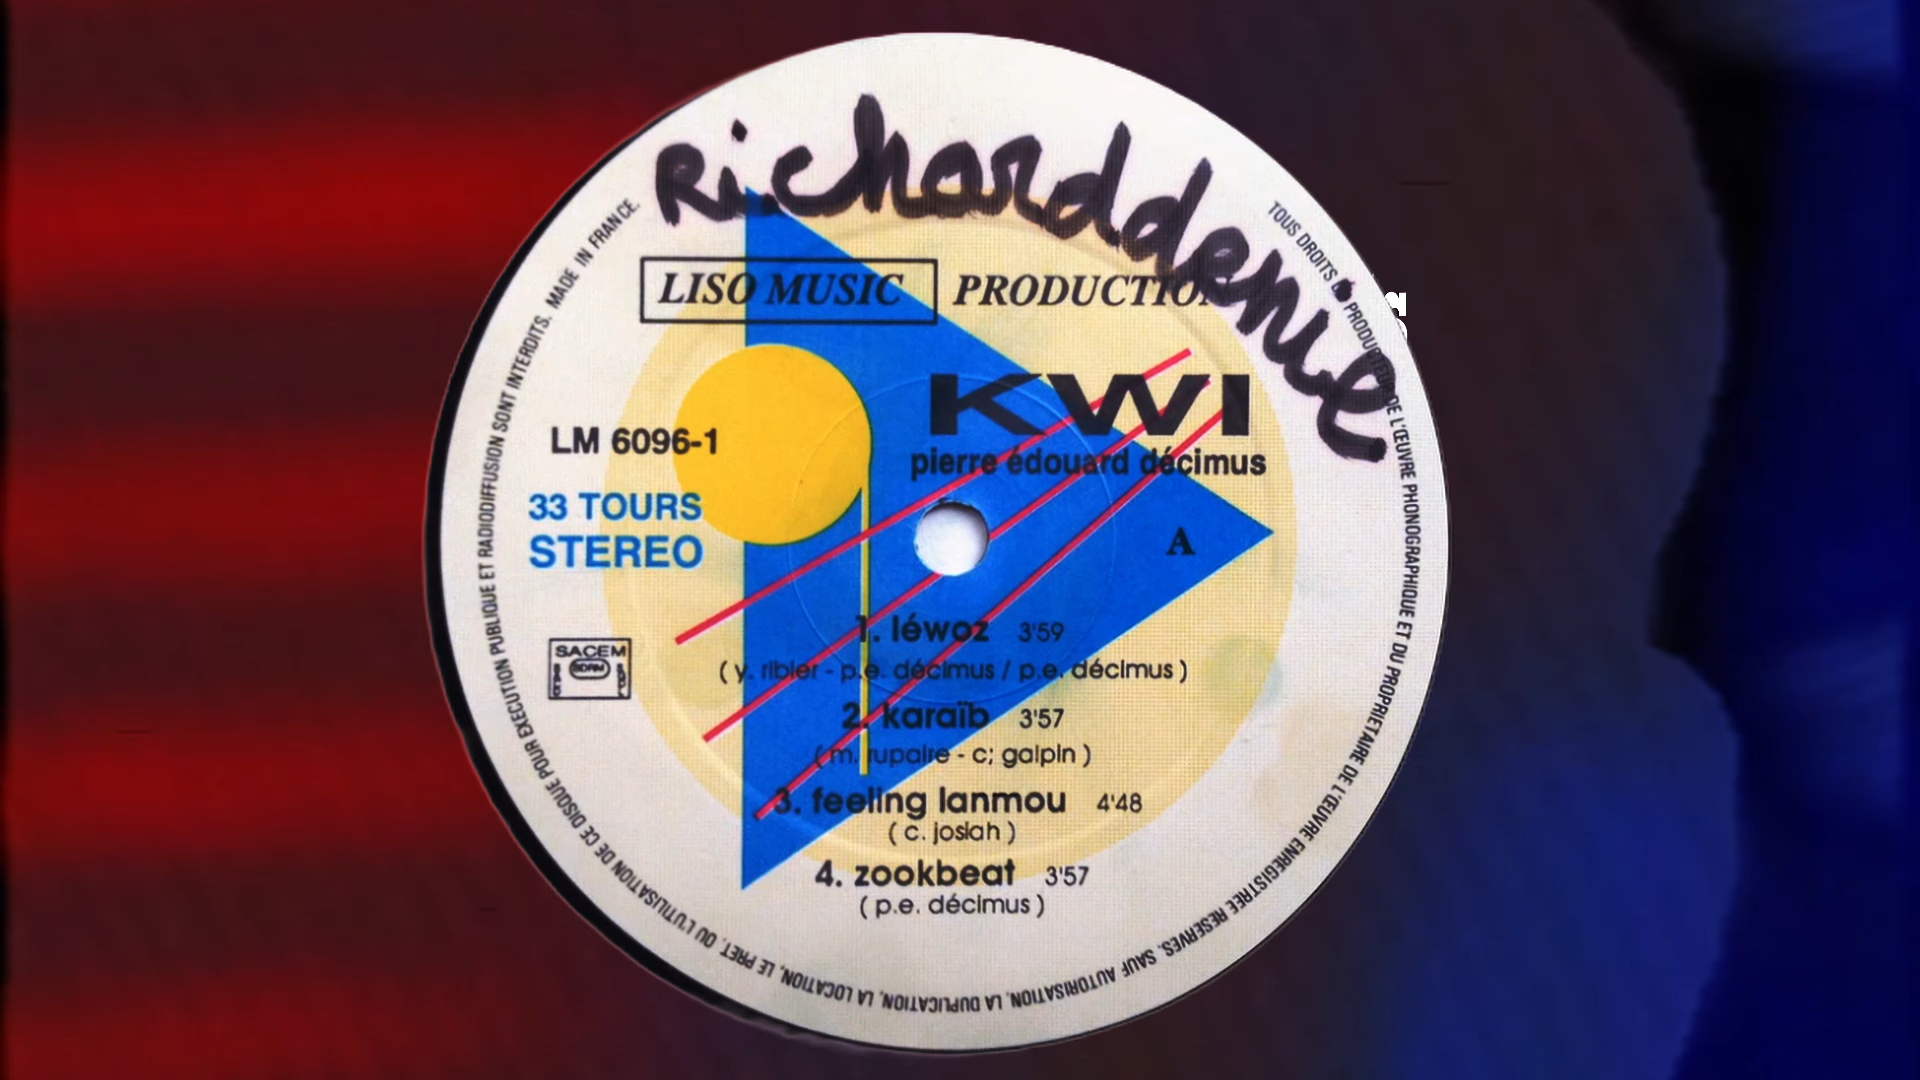 Richarddenie
LISO MUSIC PRODUCTION
KWI
pierre édouard décimus
LM 6096-1
33 TOURS
STEREO
A
SACEM
SDRM
1. léwoz 3'59
( y. ribier - p.e. décimus / p.e. décimus )
2. karaïb 3'57
( m. rupaire - c; galpin )
3. feeling lanmou 4'48
( c. josiah )
4. zookbeat 3'57
( p.e. décimus )
TOUS DROITS DU PRODUCTEUR DE L'ŒUVRE PHONOGRAPHIQUE ET DU PROPRIETAIRE DE L'ŒUVRE ENREGISTREE RESERVES. SAUF AUTORISATION, LA DUPLICATION, LA LOCATION, LE PRET, OU L'UTILISATION DE CE DISQUE POUR EXECUTION PUBLIQUE ET RADIODIFFUSION SONT INTERDITS. MADE IN FRANCE.